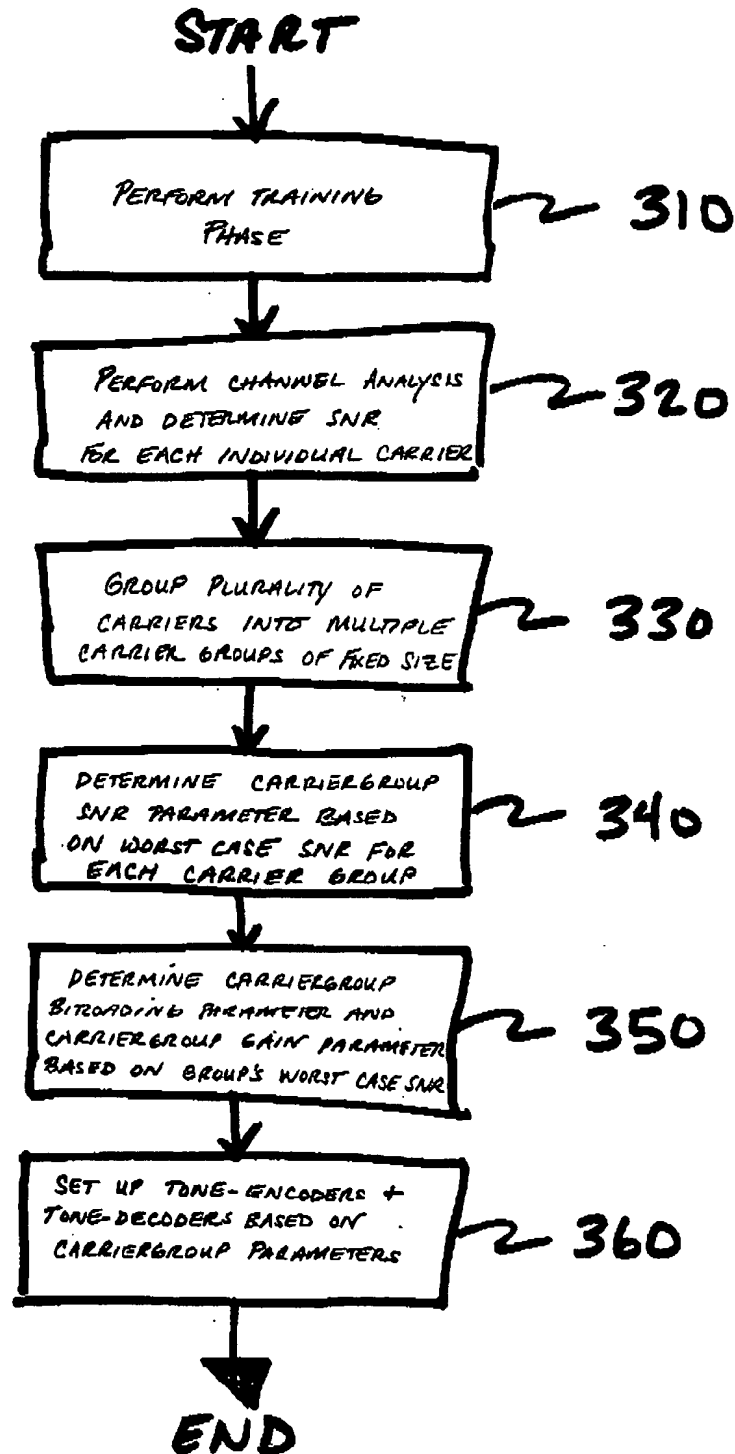 START
PERFORM TRAINING
PHASE
310
PERFORM CHANNEL ANALYSIS
AND DETERMINE SNR
FOR EACH INDIVIDUAL CARRIER
320
GROUP PLURALITY OF
CARRIERS INTO MULTIPLE
CARRIER GROUPS OF FIXED SIZE
330
DETERMINE CARRIERGROUP
SNR PARAMETER BASED
ON WORST CASE SNR FOR
EACH CARRIER GROUP
340
DETERMINE CARRIERGROUP
BITLOADING PARAMETER AND
CARRIERGROUP GAIN PARAMETER
BASED ON GROUP'S WORST CASE SNR
350
SET UP TONE-ENCODERS +
TONE-DECODERS BASED ON
CARRIERGROUP PARAMETERS
360
END